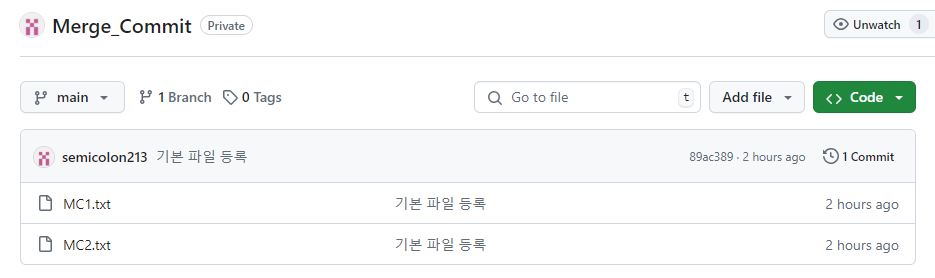 Merge_Commit Private Unwatch 1
main 1 Branch 0 Tags Go to file t Add file Code
semicolon213 기본 파일 등록 89ac389 · 2 hours ago 1 Commit
MC1.txt 기본 파일 등록 2 hours ago
MC2.txt 기본 파일 등록 2 hours ago